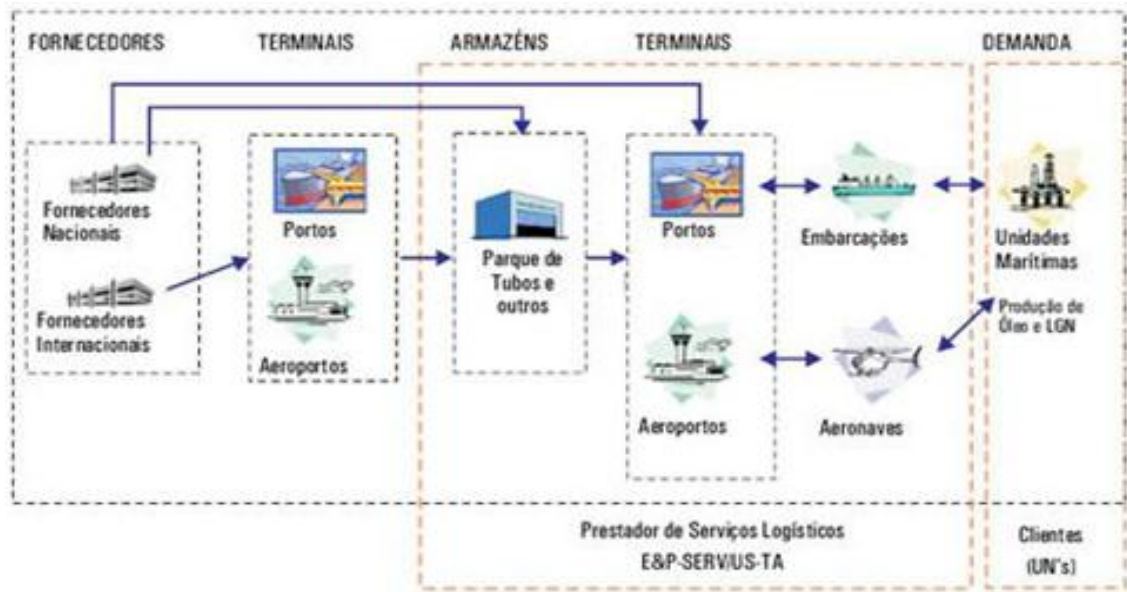 FORNECEDORES
TERMINAIS
ARMAZÉNS
TERMINAIS
DEMANDA
Fornecedores
Nacionais
Fornecedores
Internacionais
Portos
Aeroportos
Parque de
Tubos e
outros
Portos
Aeroportos
Embarcações
Aeronaves
Unidades
Marítimas
Produção de
Óleo e LGN
Prestador de Serviços Logísticos
E&P-SERV/US-TA
Clientes
(UN's)